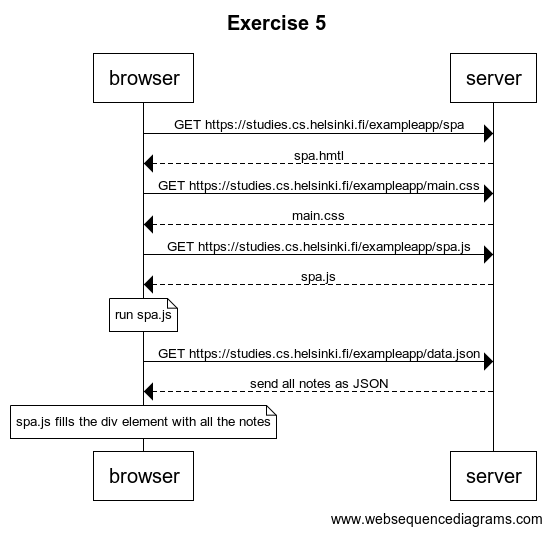 Exercise 5
browser
server
GET https://studies.cs.helsinki.fi/exampleapp/spa
spa.hmtl
GET https://studies.cs.helsinki.fi/exampleapp/main.css
main.css
GET https://studies.cs.helsinki.fi/exampleapp/spa.js
spa.js
run spa.js
GET https://studies.cs.helsinki.fi/exampleapp/data.json
send all notes as JSON
spa.js fills the div element with all the notes
browser
server
www.websequencediagrams.com